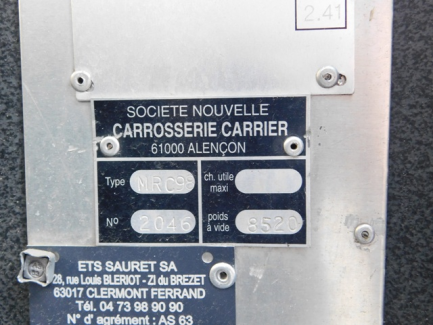 2.41
SOCIETE NOUVELLE
CARROSSERIE CARRIER
61000 ALENÇON
Type MRC9 ch. utile maxi
No 2046 poids à vide 8520
ETS SAURET SA
28, rue Louis BLERIOT - ZI du BREZET
63017 CLERMONT FERRAND
Tél. 04 73 98 90 90
N° d'agrément : AS 63